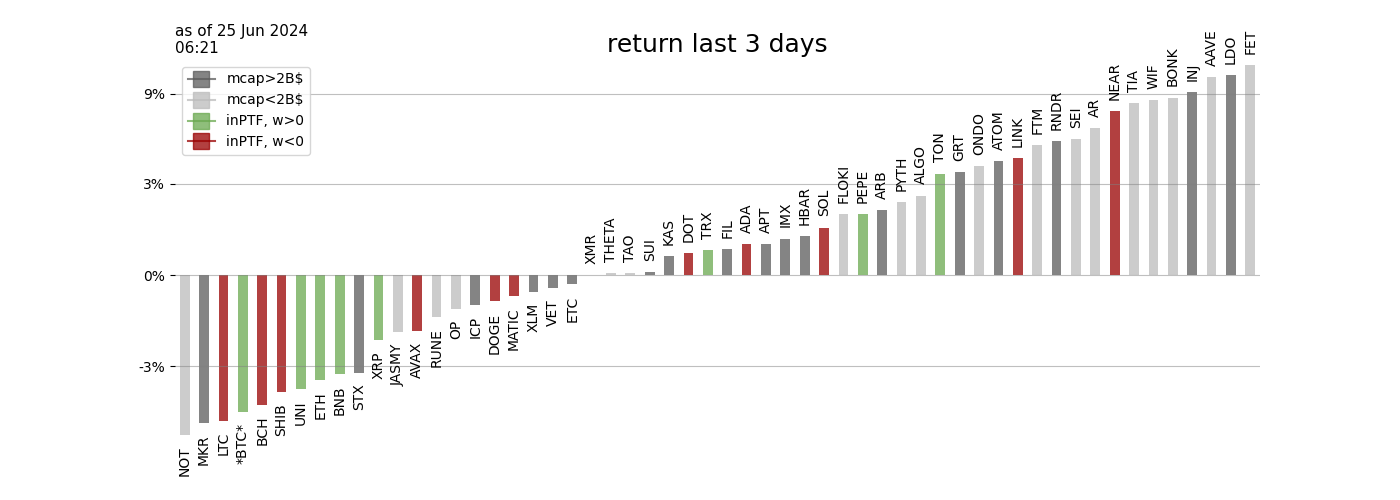 as of 25 Jun 2024
06:21
return last 3 days
mcap>2B$
mcap<2B$
inPTF, w>0
inPTF, w<0
9%
3%
0%
-3%
NOT
MKR
LTC
*BTC*
BCH
SHIB
UNI
ETH
BNB
STX
XRP
JASMY
AVAX
RUNE
OP
ICP
DOGE
MATIC
XLM
VET
ETC
XMR
THETA
TAO
SUI
KAS
DOT
TRX
FIL
ADA
APT
IMX
HBAR
SOL
FLOKI
PEPE
ARB
PYTH
ALGO
TON
GRT
ONDO
ATOM
LINK
FTM
RNDR
SEI
AR
NEAR
TIA
WIF
BONK
INJ
AAVE
LDO
FET